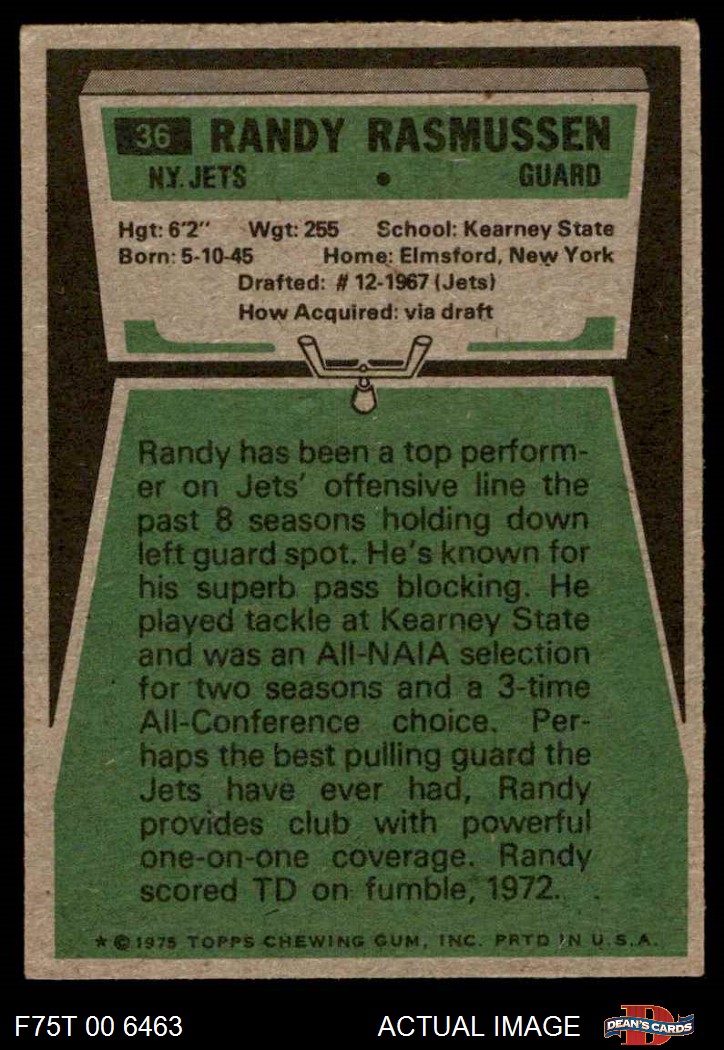 36 RANDY RASMUSSEN
N.Y. JETS • GUARD
Hgt: 6'2" Wgt: 255 School: Kearney State
Born: 5-10-45 Home: Elmsford, New York
Drafted: # 12-1967 (Jets)
How Acquired: via draft
Randy has been a top perform-
er on Jets' offensive line the
past 8 seasons holding down
left guard spot. He's known for
his superb pass blocking. He
played tackle at Kearney State
and was an All-NAIA selection
for two seasons and a 3-time
All-Conference choice. Per-
haps the best pulling guard the
Jets have ever had, Randy
provides club with powerful
one-on-one coverage. Randy
scored TD on fumble, 1972.
* © 1975 TOPPS CHEWING GUM, INC. PRTD IN U.S.A.
F75T 00 6463 ACTUAL IMAGE D DEAN'S CARDS